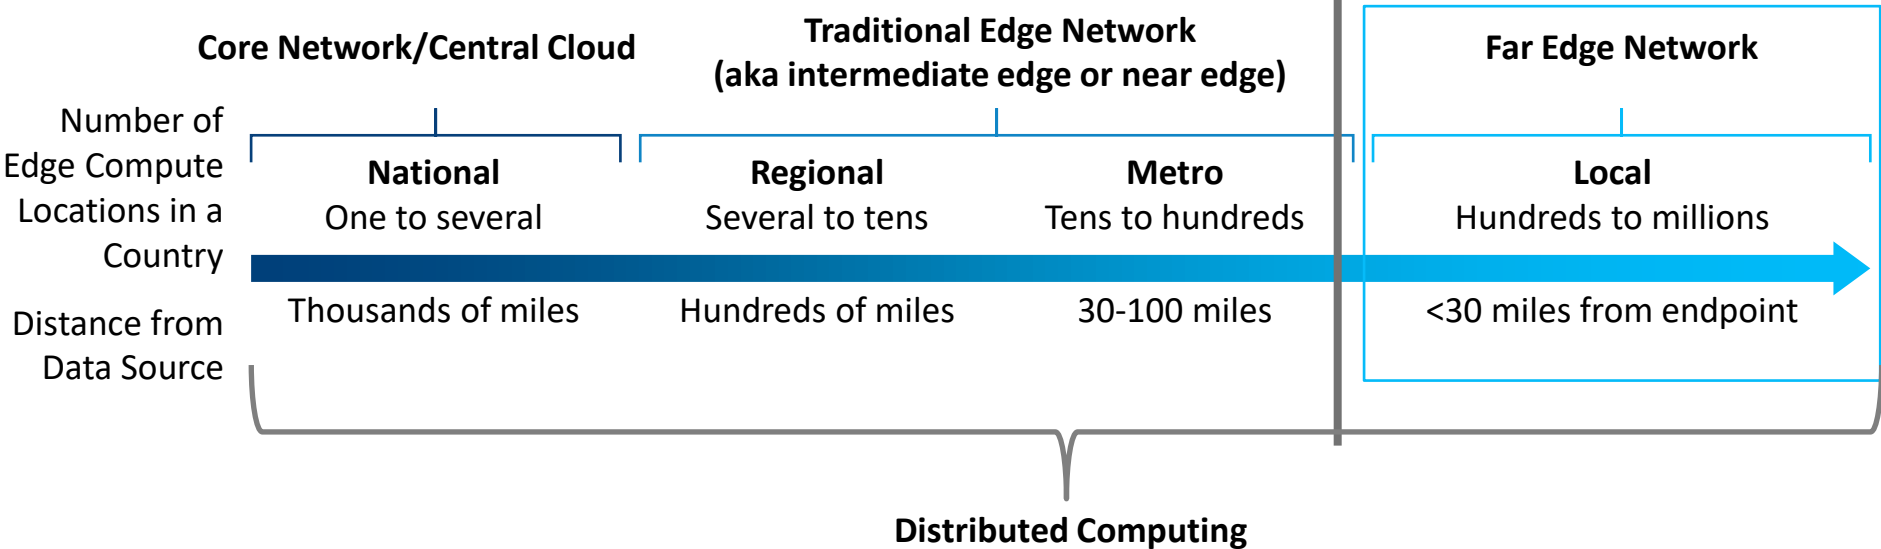 Core Network/Central Cloud
Traditional Edge Network
(aka intermediate edge or near edge)
Far Edge Network
Number of
Edge Compute
Locations in a
Country
National
One to several
Regional
Several to tens
Metro
Tens to hundreds
Local
Hundreds to millions
Distance from
Data Source
Thousands of miles
Hundreds of miles
30-100 miles
<30 miles from endpoint
Distributed Computing